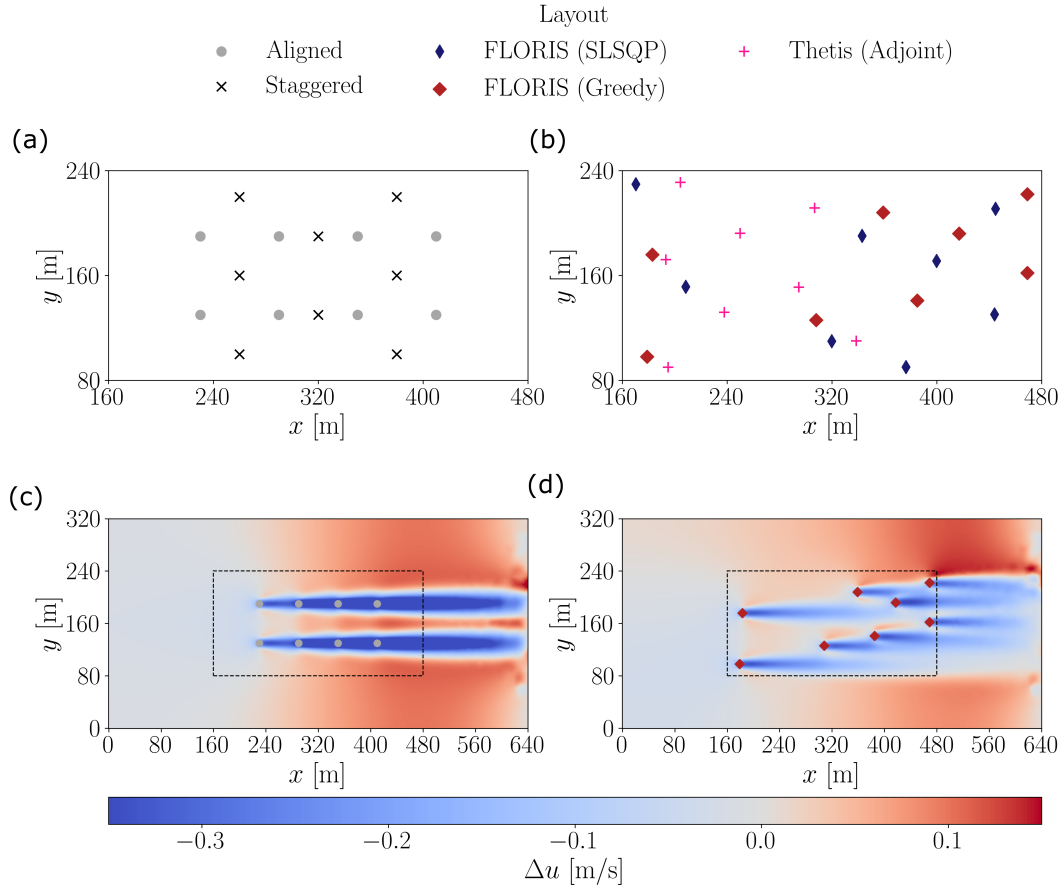 Layout
Aligned FLORIS (SLSQP) Thetis (Adjoint)
Staggered FLORIS (Greedy)
(a) (b)
240 240
y [m] 160 y [m] 160
80 80
160 240 320 400 480 160 240 320 400 480
x [m] x [m]
(c) (d)
320 320
240 240
y [m] 160 y [m] 160
80 80
0 0
0 80 160 240 320 400 480 560 640 0 80 160 240 320 400 480 560 640
x [m] x [m]
−0.3 −0.2 −0.1 0.0 0.1
Δu [m/s]